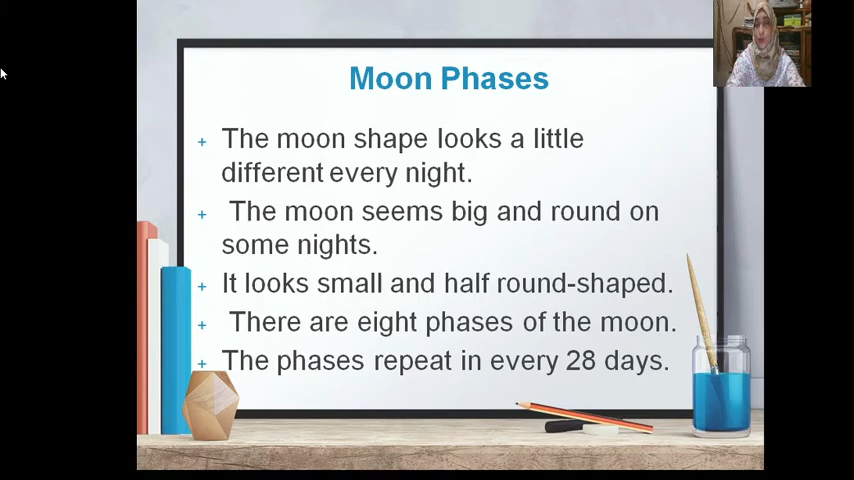 Moon Phases
+ The moon shape looks a little
different every night.
+ The moon seems big and round on
some nights.
+ It looks small and half round-shaped.
+ There are eight phases of the moon.
+ The phases repeat in every 28 days.